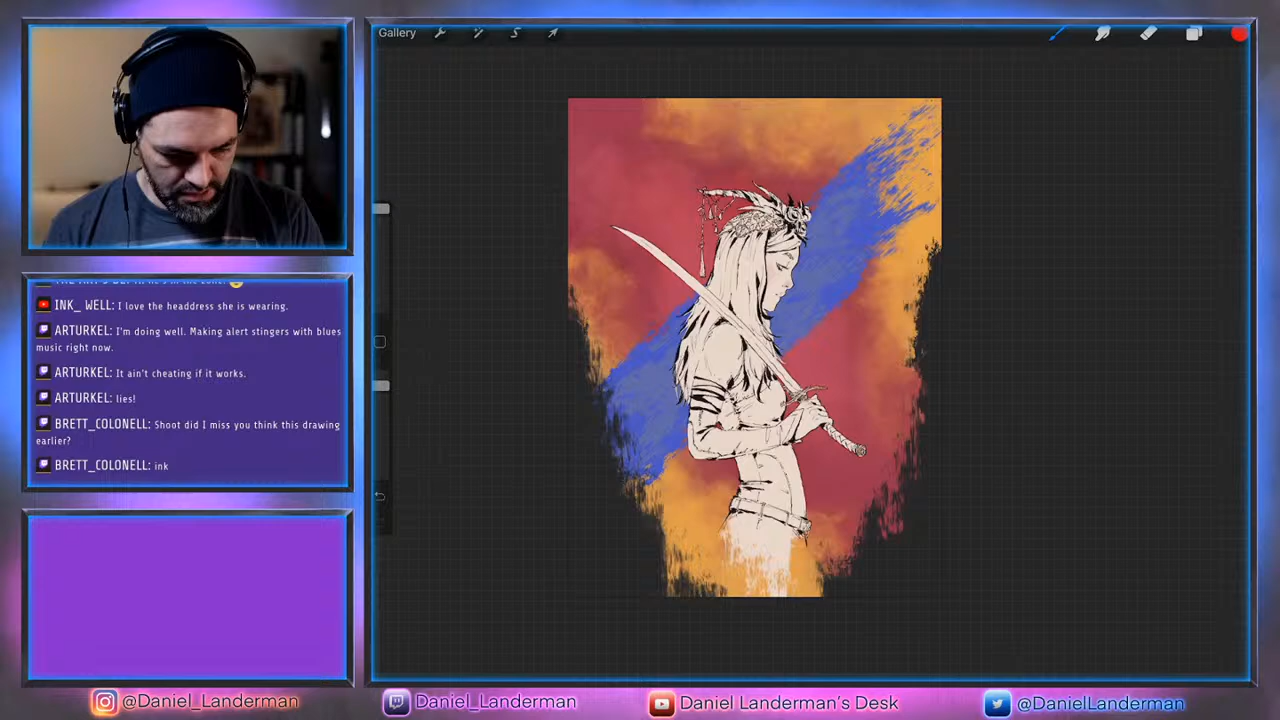 Gallery
INK_ WELL: I love the headdress she is wearing.
ARTURKEL: I'm doing well. Making alert stingers with blues
music right now.
ARTURKEL: It ain't cheating if it works.
ARTURKEL: lies!
BRETT_COLONELL: Shoot did I miss you think this drawing
earlier?
BRETT_COLONELL: ink
@Daniel_Landerman
Daniel_Landerman
Daniel Landerman's Desk
@DanielLanderman